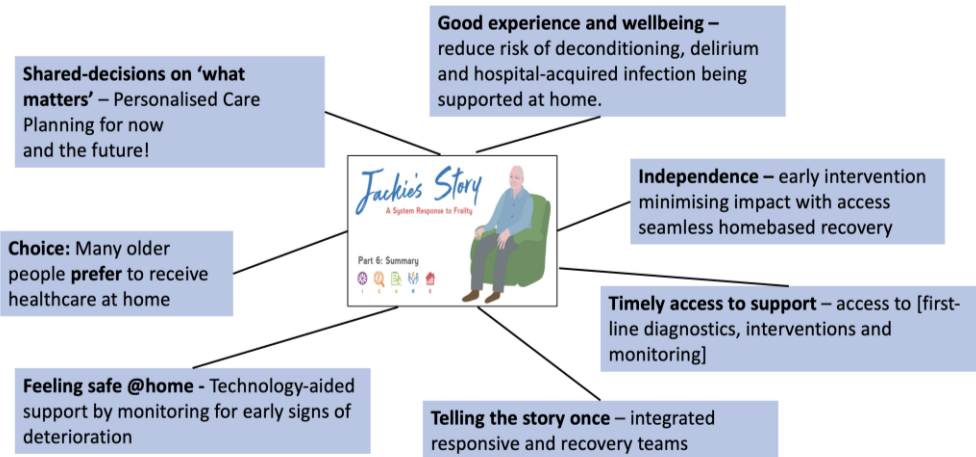 Good experience and wellbeing –
reduce risk of deconditioning, delirium
and hospital-acquired infection being
supported at home.
Shared-decisions on ‘what
matters’ – Personalised Care
Planning for now
and the future!
Jackie's Story
A System Response to Frailty
Part 6: Summary
I C A R E
Independence – early intervention
minimising impact with access
seamless homebased recovery
Choice: Many older
people prefer to receive
healthcare at home
Timely access to support – access to [first-
line diagnostics, interventions and
monitoring]
Feeling safe @home - Technology-aided
support by monitoring for early signs of
deterioration
Telling the story once – integrated
responsive and recovery teams